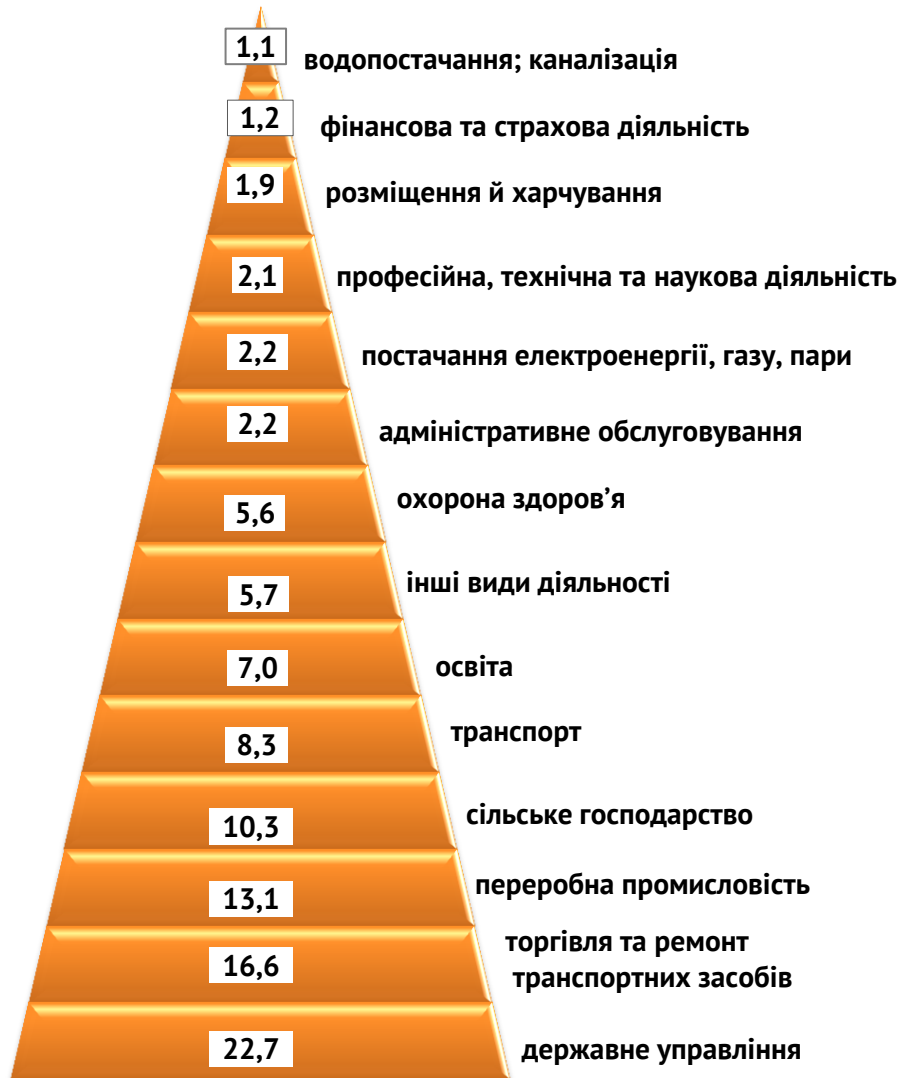 1,1 водопостачання; каналізація
1,2 фінансова та страхова діяльність
1,9 розміщення й харчування
2,1 професійна, технічна та наукова діяльність
2,2 постачання електроенергії, газу, пари
2,2 адміністративне обслуговування
5,6 охорона здоров’я
5,7 інші види діяльності
7,0 освіта
8,3 транспорт
10,3 сільське господарство
13,1 переробна промисловість
16,6 торгівля та ремонт
транспортних засобів
22,7 державне управління